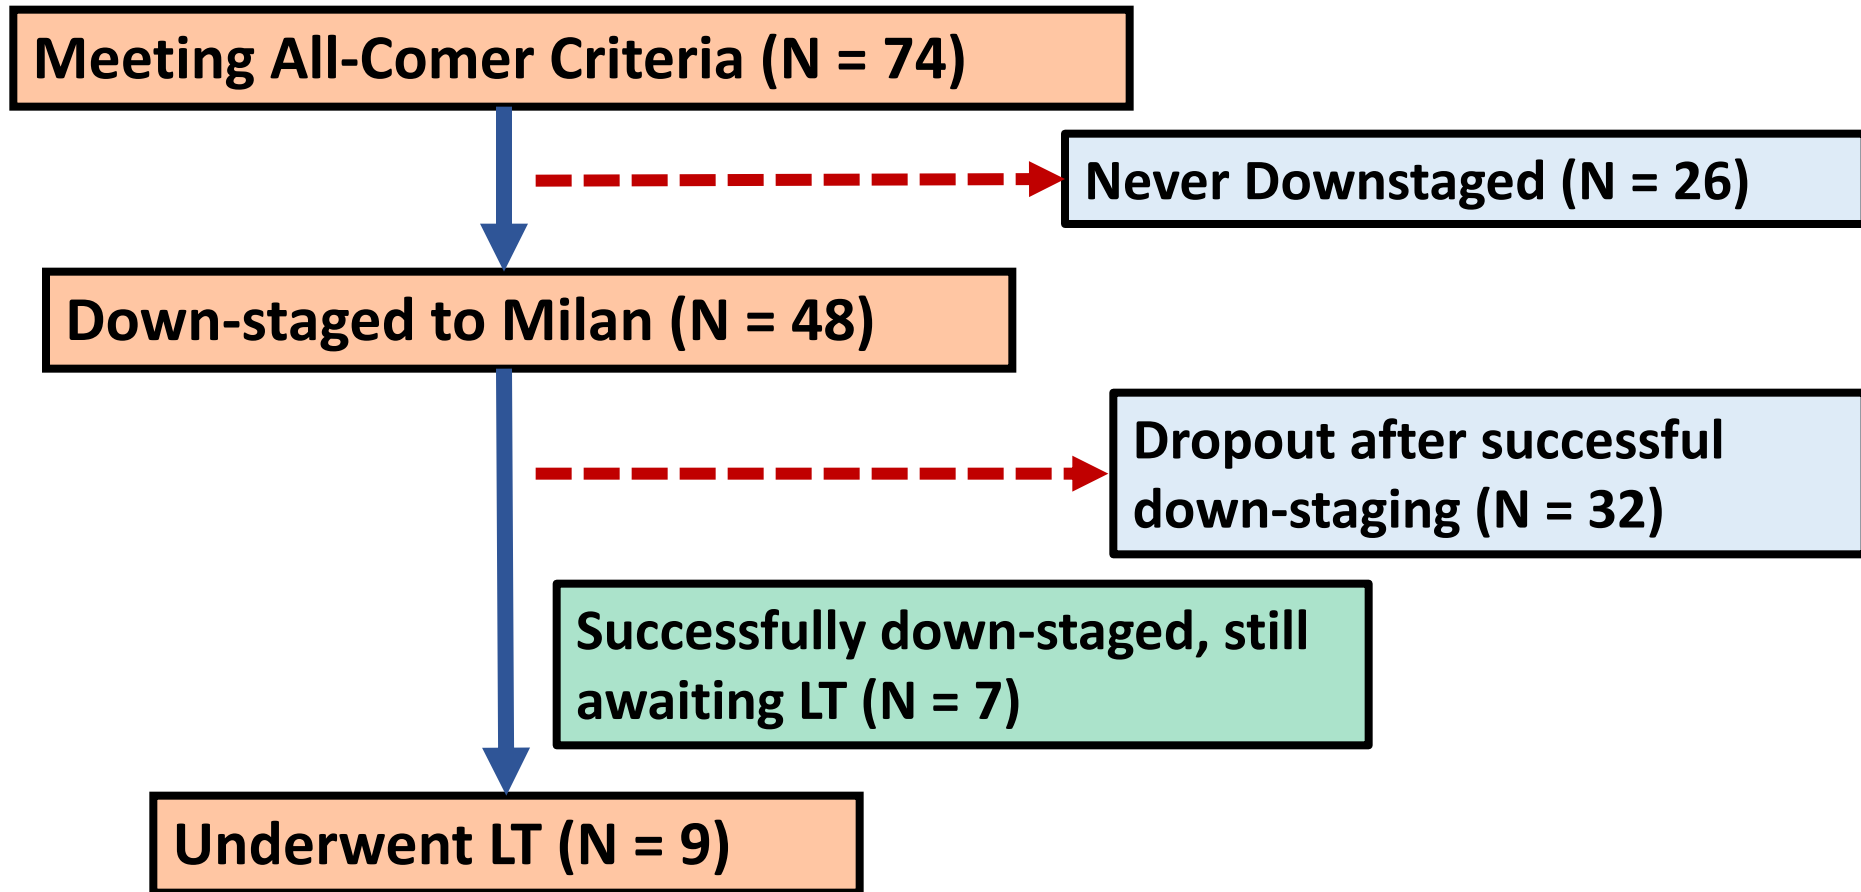 Meeting All-Comer Criteria (N = 74)
Never Downstaged (N = 26)
Down-staged to Milan (N = 48)
Dropout after successful
down-staging (N = 32)
Successfully down-staged, still
awaiting LT (N = 7)
Underwent LT (N = 9)